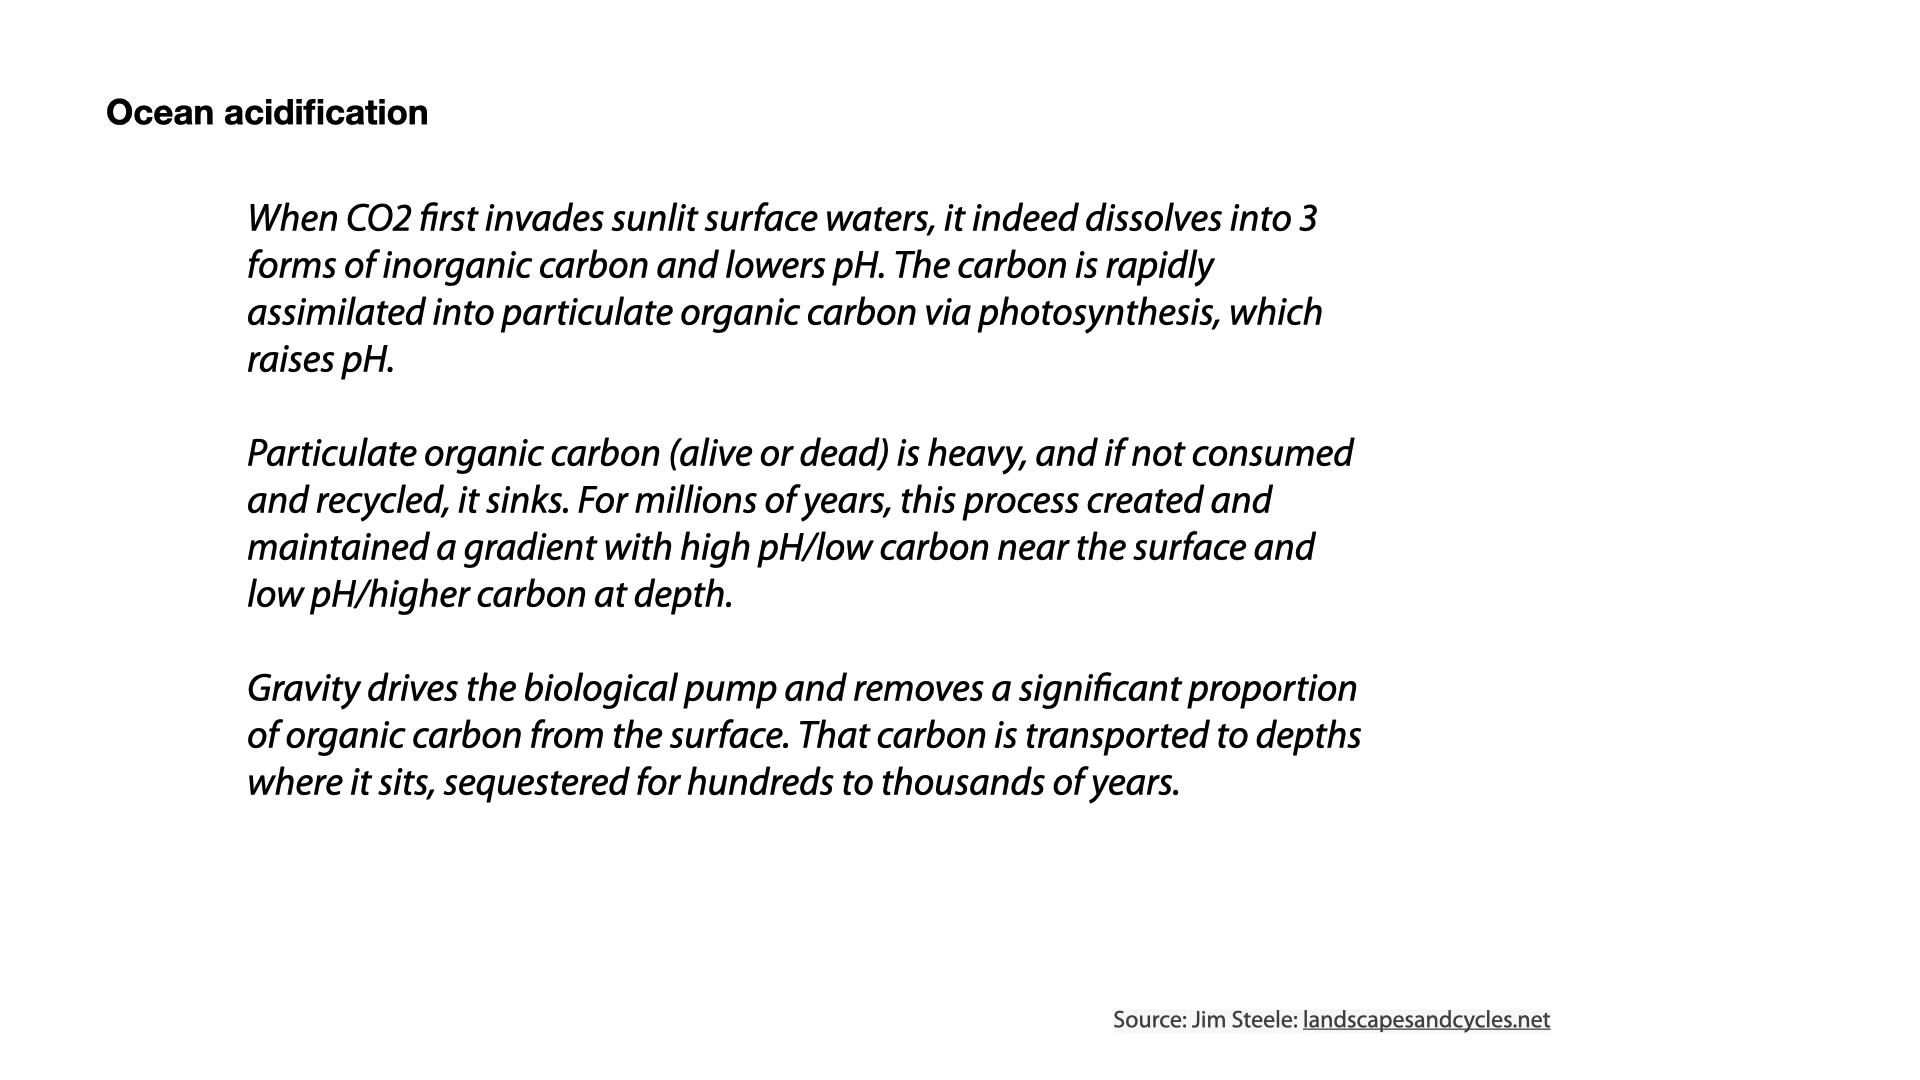 Ocean acidification
When CO2 first invades sunlit surface waters, it indeed dissolves into 3
forms of inorganic carbon and lowers pH. The carbon is rapidly
assimilated into particulate organic carbon via photosynthesis, which
raises pH.
Particulate organic carbon (alive or dead) is heavy, and if not consumed
and recycled, it sinks. For millions of years, this process created and
maintained a gradient with high pH/low carbon near the surface and
low pH/higher carbon at depth.
Gravity drives the biological pump and removes a significant proportion
of organic carbon from the surface. That carbon is transported to depths
where it sits, sequestered for hundreds to thousands of years.
Source: Jim Steele: landscapesandcycles.net